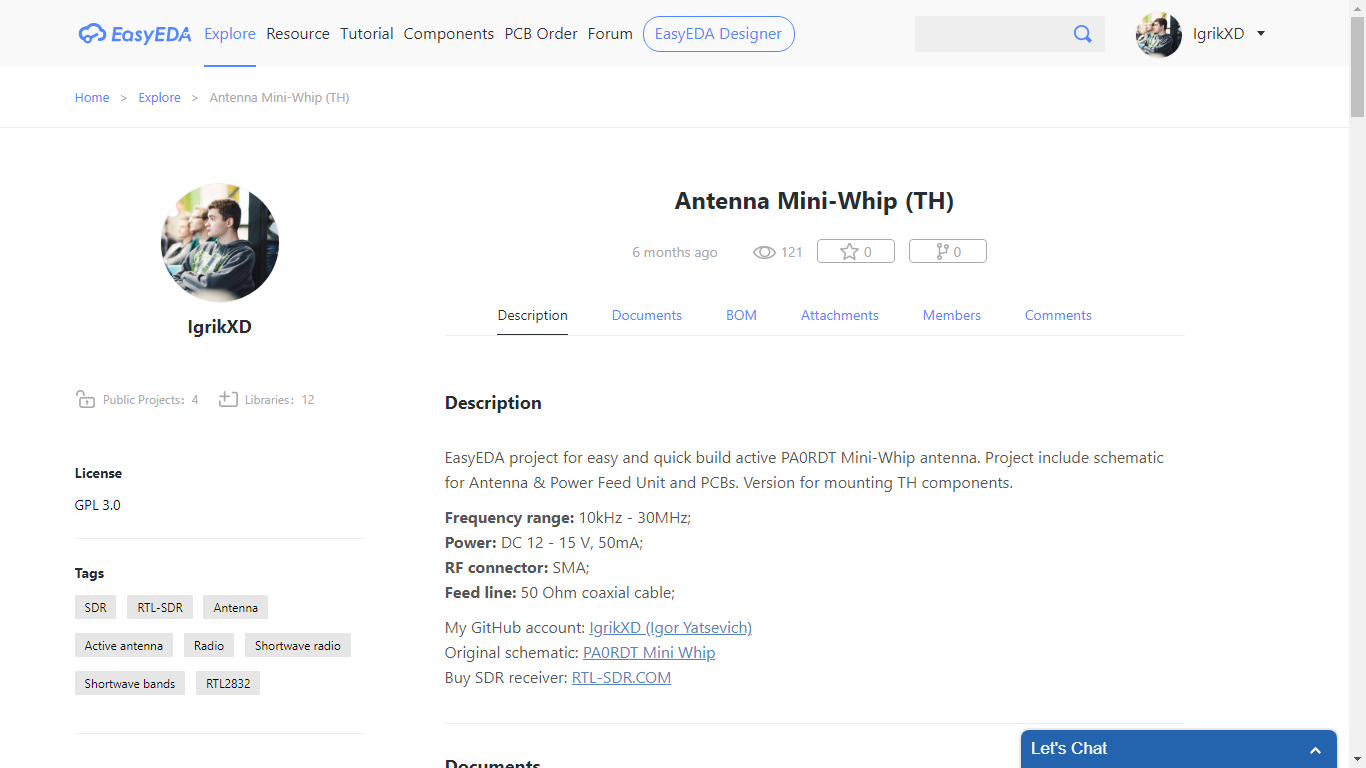 EasyEDA Explore Resource Tutorial Components PCB Order Forum EasyEDA Designer IgrikXD
Home > Explore > Antenna Mini-Whip (TH)
IgrikXD
Public Projects: 4 Libraries: 12
License
GPL 3.0
Tags
SDR RTL-SDR Antenna
Active antenna Radio Shortwave radio
Shortwave bands RTL2832
Antenna Mini-Whip (TH)
6 months ago 121 0 0
Description Documents BOM Attachments Members Comments
Description
EasyEDA project for easy and quick build active PA0RDT Mini-Whip antenna. Project include schematic
for Antenna & Power Feed Unit and PCBs. Version for mounting TH components.
Frequency range: 10kHz - 30MHz;
Power: DC 12 - 15 V, 50mA;
RF connector: SMA;
Feed line: 50 Ohm coaxial cable;
My GitHub account: IgrikXD (Igor Yatsevich)
Original schematic: PA0RDT Mini Whip
Buy SDR receiver: RTL-SDR.COM
Documents
Let's Chat